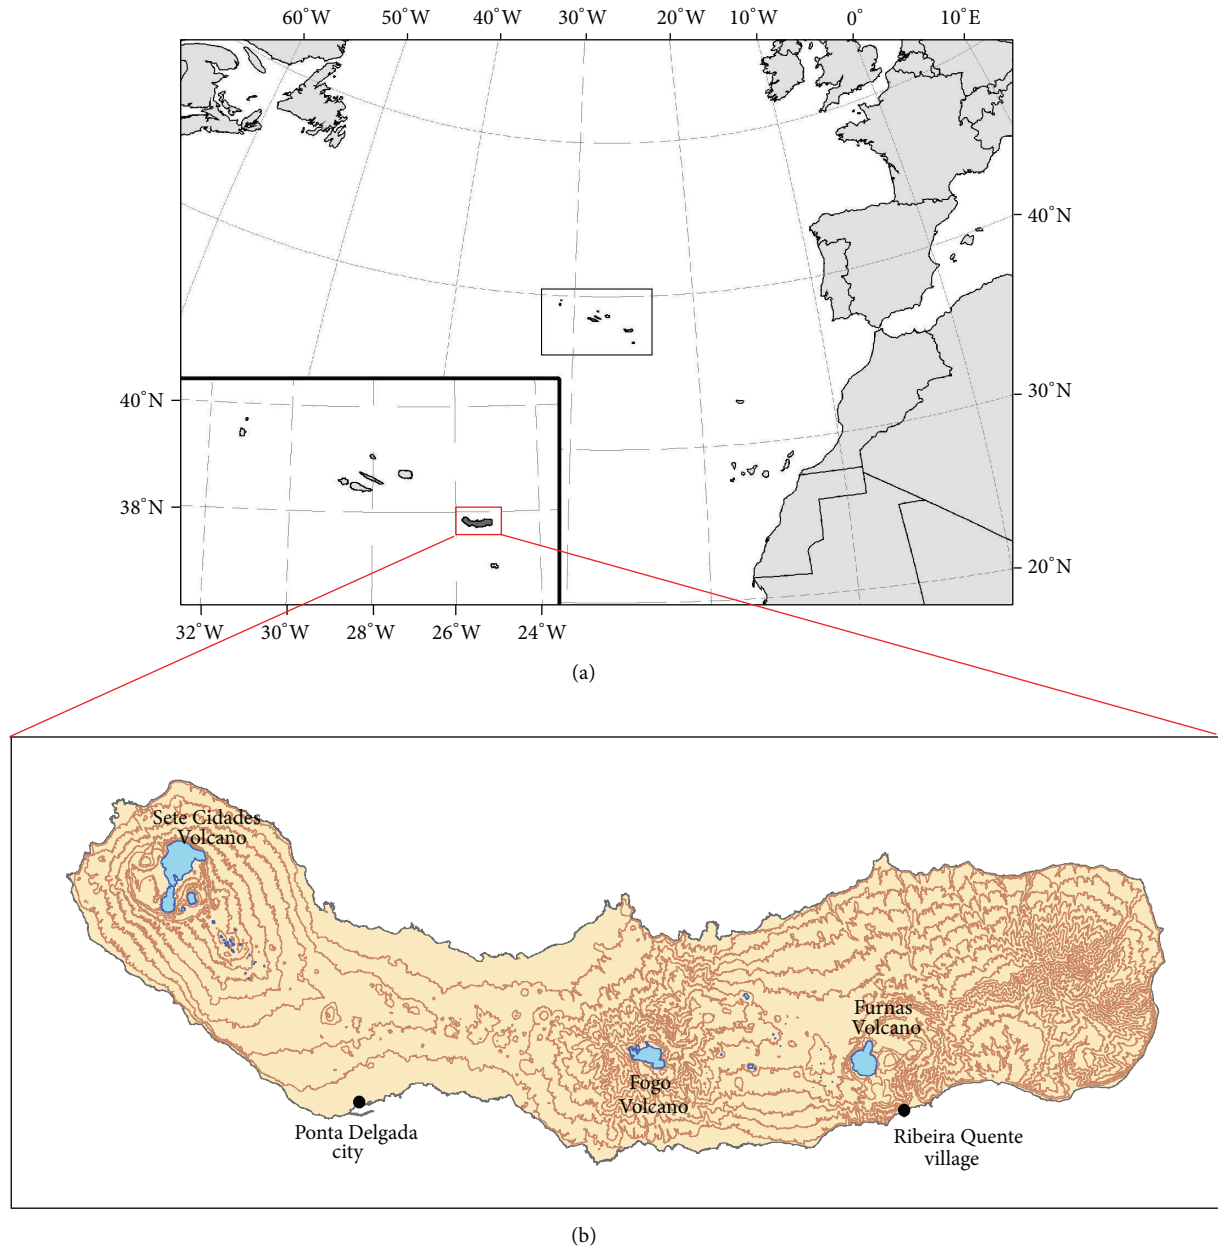 60°W 50°W 40°W 30°W 20°W 10°W 0° 10°E
40°N
30°N
20°N
40°N
38°N
32°W 30°W 28°W 26°W 24°W
(a)
Sete Cidades
Volcano
Furnas
Volcano
Fogo
Volcano
Ponta Delgada
city
Ribeira Quente
village
(b)